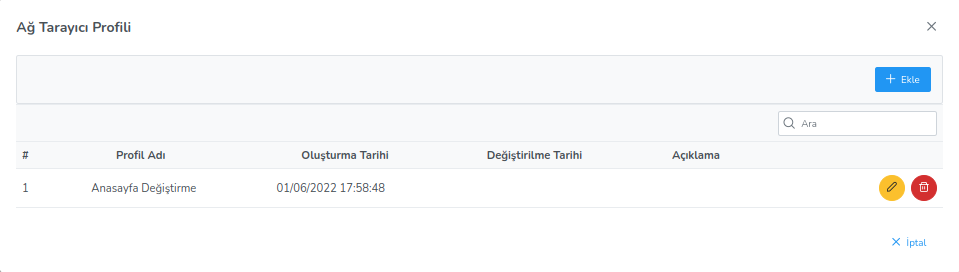 Ağ Tarayıcı Profili
Ekle
Ara
# Profil Adı Oluşturma Tarihi Değiştirilme Tarihi Açıklama
1 Anasayfa Değiştirme 01/06/2022 17:58:48
İptal